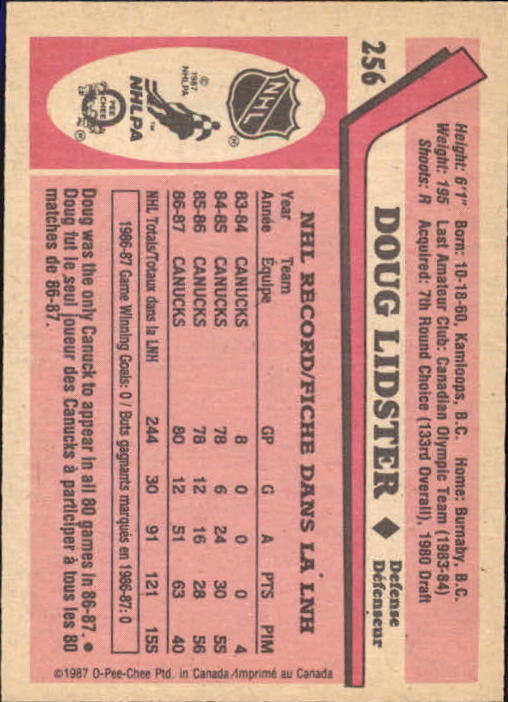 256
Height: 6'1" Born: 10-18-60, Kamloops, B.C. Home: Burnaby, B.C.
Weight: 195 Last Amateur Club: Canadian Olympic Team (1983-84)
Shoots: R Acquired: 7th Round Choice (133rd Overall), 1980 Draft
DOUG LIDSTER ♦ Defense
Défenseur
NHL
®
© 1987 NHLPA
NHLPA
™
O PEE CHEE
®
NHL RECORD/FICHE DANS LA LNH
Year Team GP G A PTS PIM
Année Équipe
83-84 CANUCKS 8 0 0 0 4
84-85 CANUCKS 78 6 24 30 55
85-86 CANUCKS 78 12 16 28 56
86-87 CANUCKS 80 12 51 63 40
NHL Totals/Totaux dans la LNH 244 30 91 121 155
1986-87 Game Winning Goals: 0 / Buts gagnants marqués en 1986-87: 0
Doug was the only Canuck to appear in all 80 games in 86-87. ●
Doug fut le seul joueur des Canucks à participer à tous les 80
matches de 86-87.
©1987 O-Pee-Chee Ptd. in Canada/Imprimé au Canada